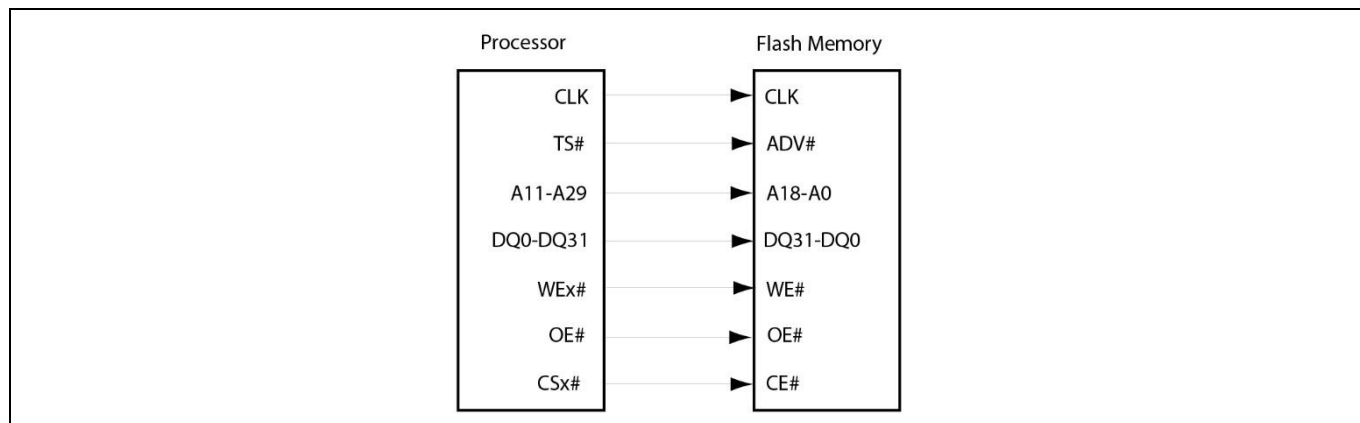 Processor Flash Memory
CLK CLK
TS# ADV#
A11-A29 A18-A0
DQ0-DQ31 DQ31-DQ0
WEx# WE#
OE# OE#
CSx# CE#